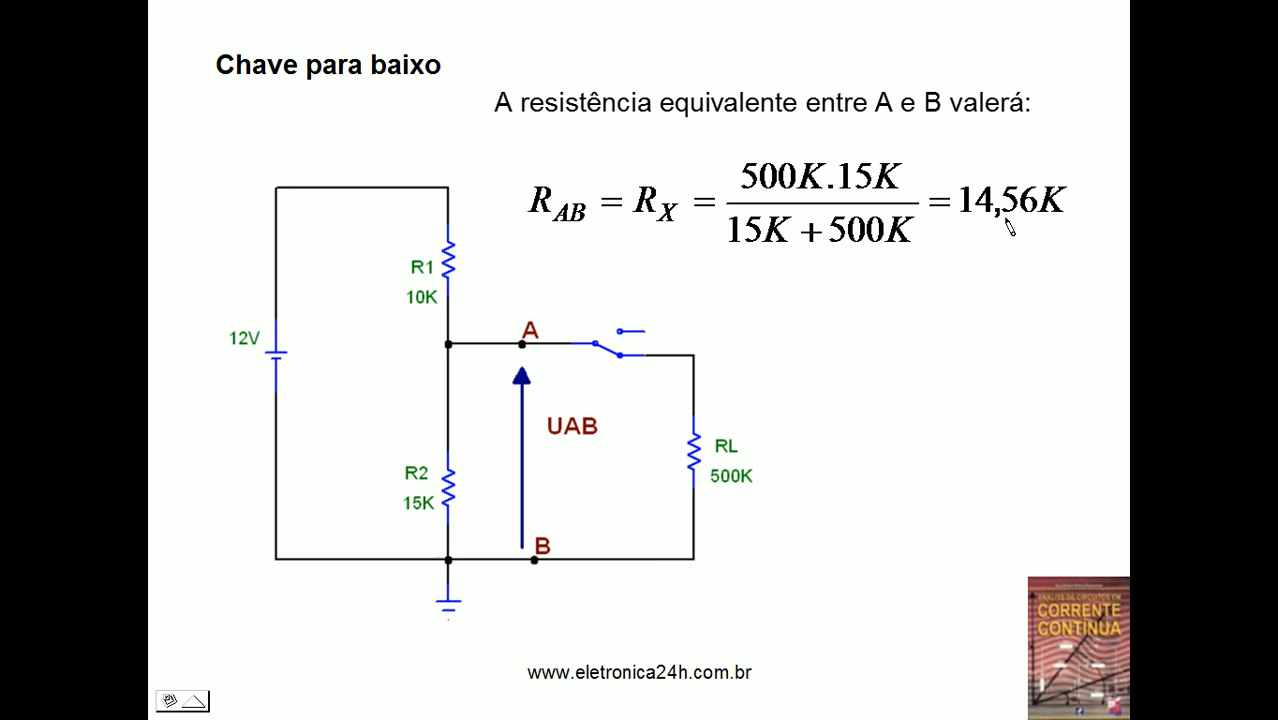 Chave para baixo
A resistência equivalente entre A e B valerá:
R_AB = R_X = 500K.15K / 15K + 500K = 14,56K
R1
10K
12V
A
UAB
RL
500K
R2
15K
B
www.eletronica24h.com.br
ANÁLISE DE CIRCUITOS EM
CORRENTE
CONTÍNUA